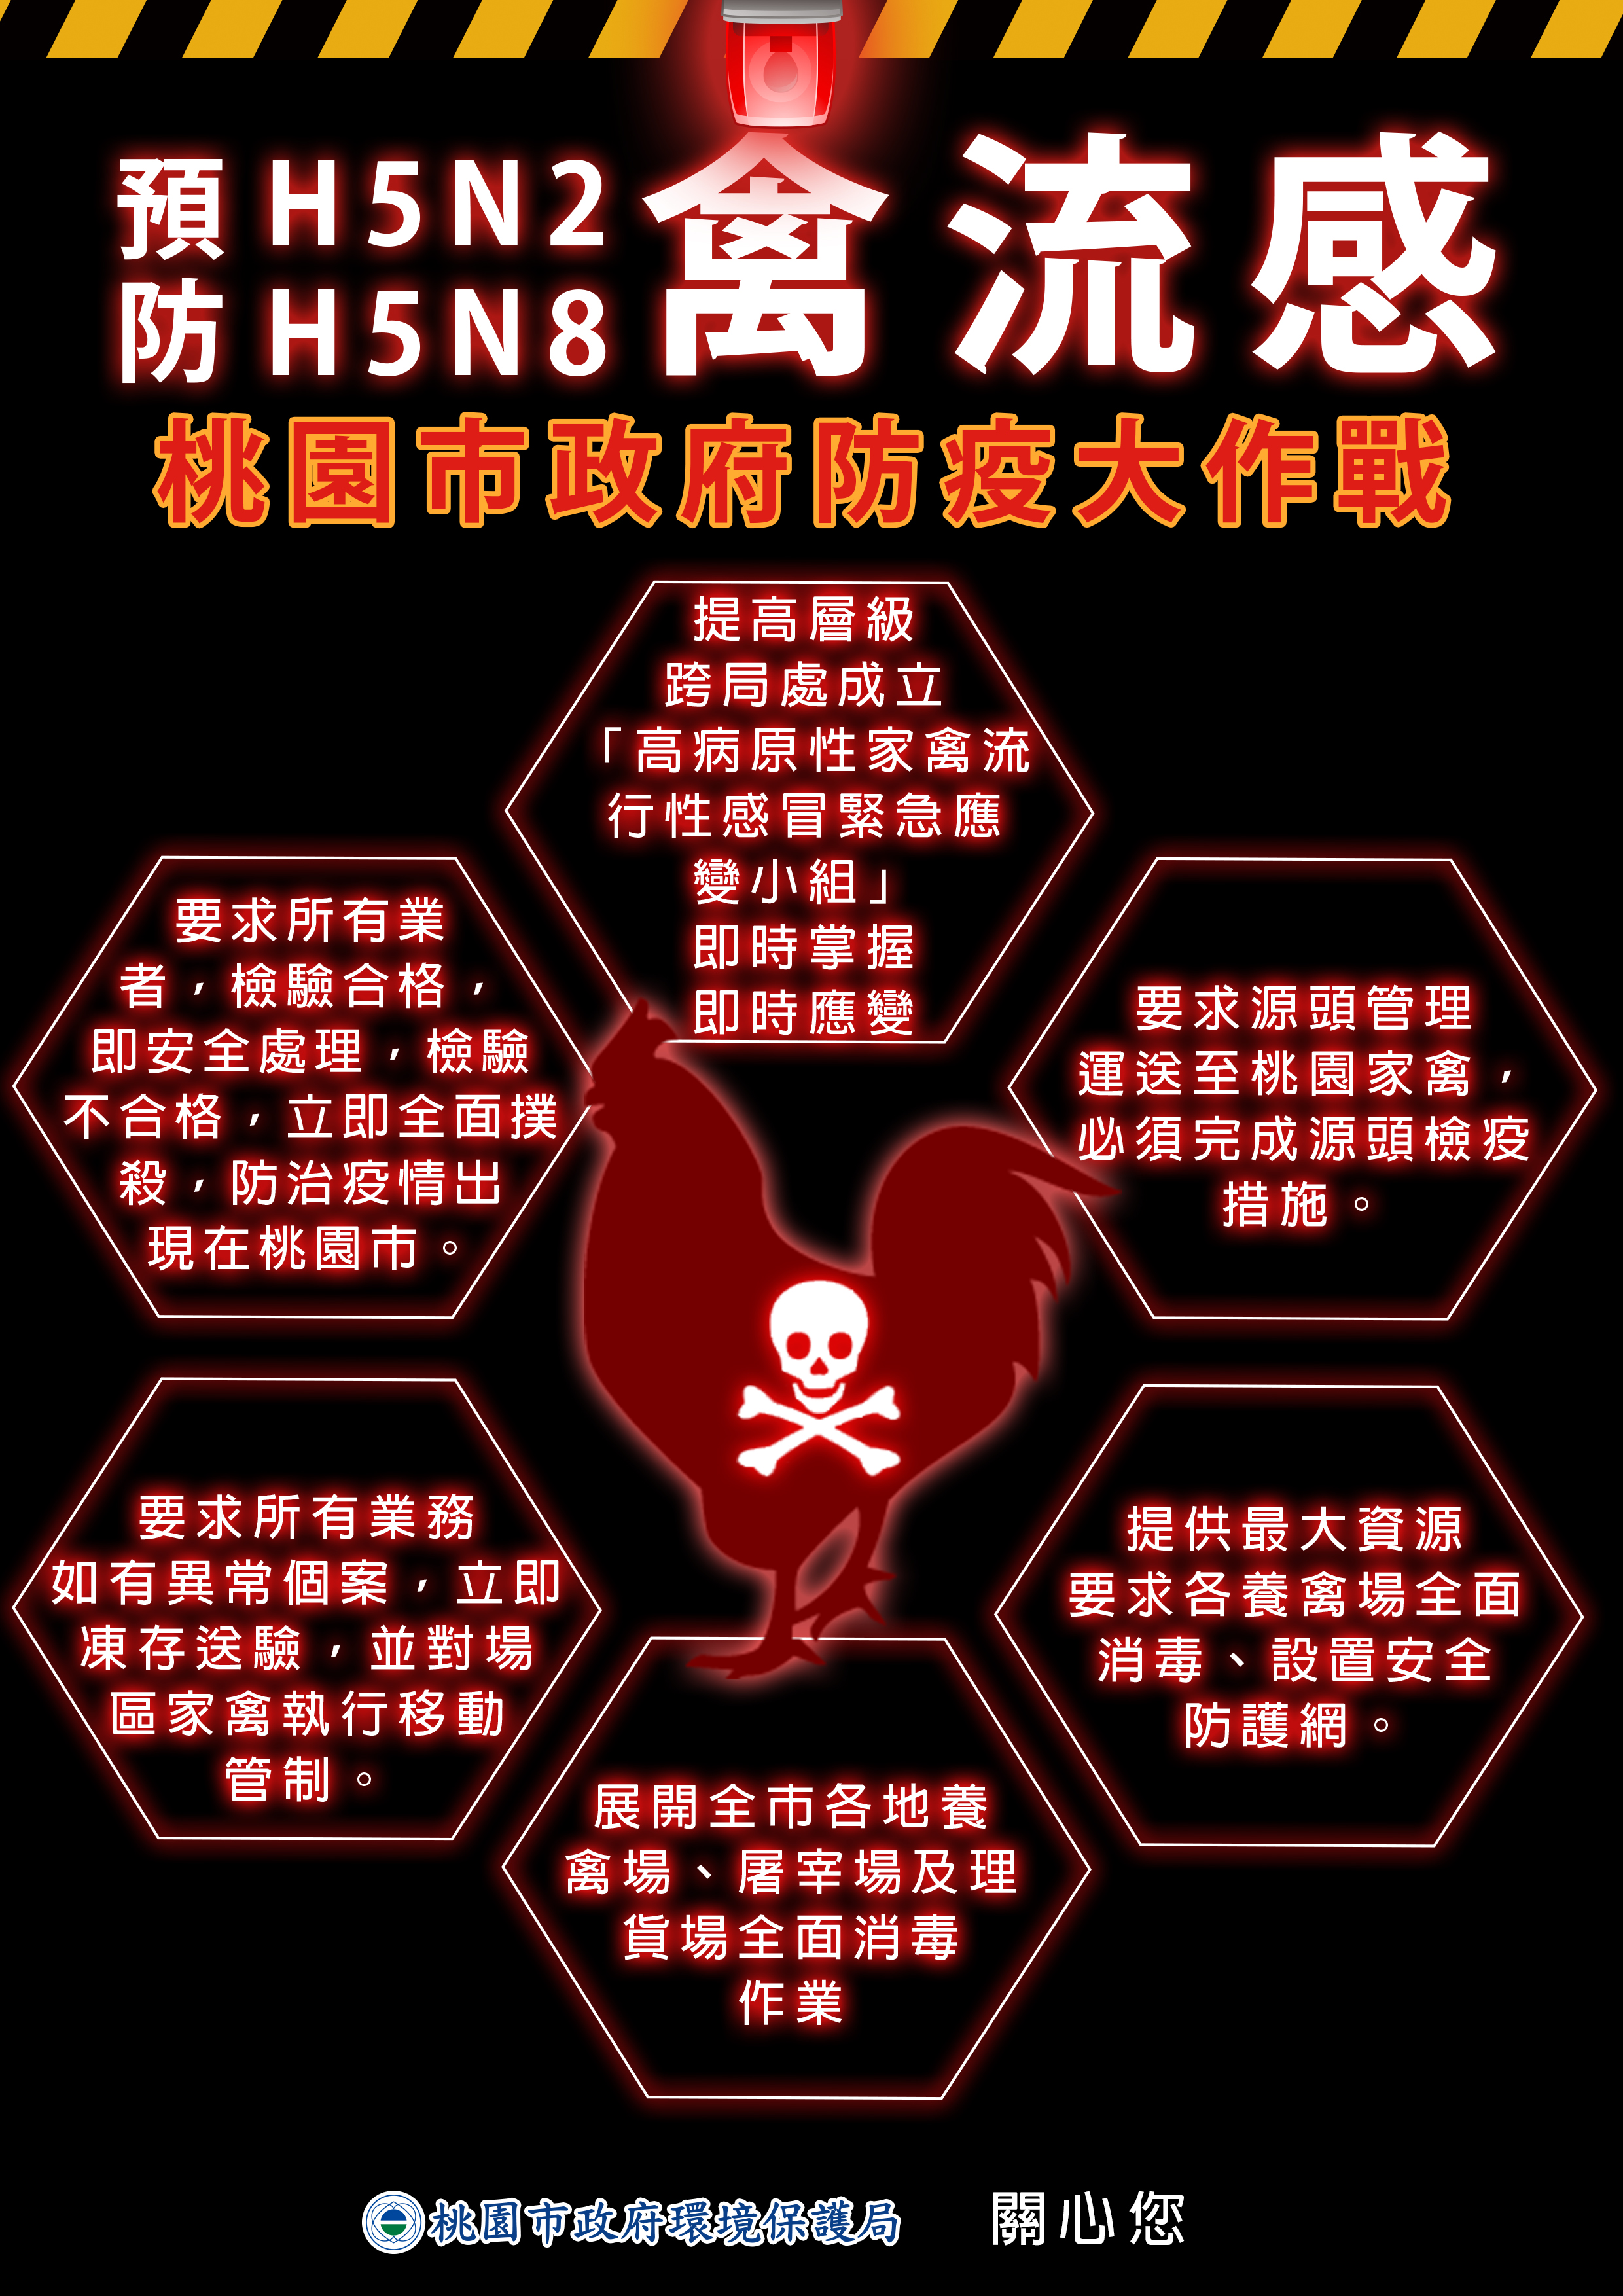 預防
H5N2
H5N8
禽流感
桃園市政府防疫大作戰
提高層級
跨局處成立
「高病原性家禽流
行性感冒緊急應
變小組」
即時掌握
即時應變
要求所有業
者，檢驗合格，
即安全處理，檢驗
不合格，立即全面撲
殺，防治疫情出
現在桃園市。
要求源頭管理
運送至桃園家禽，
必須完成源頭檢疫
措施。
要求所有業務
如有異常個案，立即
凍存送驗，並對場
區家禽執行移動
管制。
提供最大資源
要求各養禽場全面
消毒、設置安全
防護網。
展開全市各地養
禽場、屠宰場及理
貨場全面消毒
作業
桃園市政府環境保護局 關心您